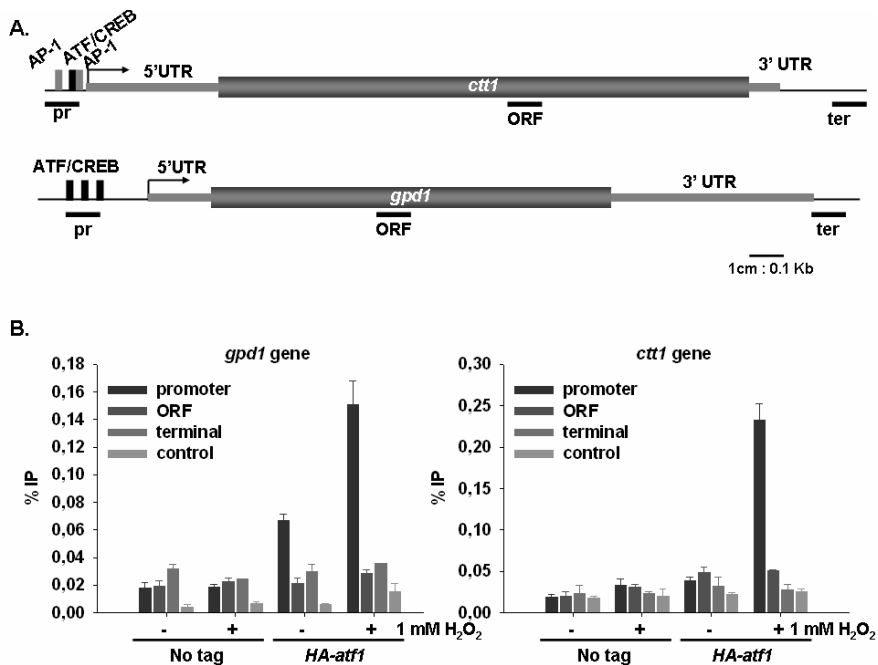 A.
AP-1
ATF/CREB
AP-1
5'UTR
ctt1
3' UTR
pr
ORF
ter
ATF/CREB
5'UTR
gpd1
3' UTR
pr
ORF
ter
1cm : 0.1 Kb
B.
gpd1 gene
0,18
0,16
0,14
0,12
0,10
0,08
0,06
0,04
0,02
0,00
% IP
promoter
ORF
terminal
control
- + - + 1 mM H₂O₂
No tag HA-atf1
ctt1 gene
0,30
0,25
0,20
0,15
0,10
0,05
0,00
% IP
promoter
ORF
terminal
control
- + - + 1 mM H₂O₂
No tag HA-atf1